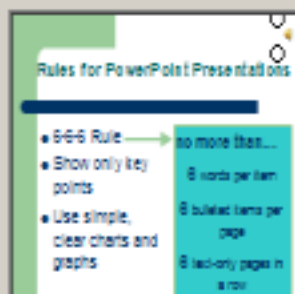 Rules for PowerPoint Presentations
6-6-6 Rule
Show only key
points
Use simple,
clear charts and
graphs
no more than....
6 words per item
6 bulleted items per
page
6 text-only pages in
a row